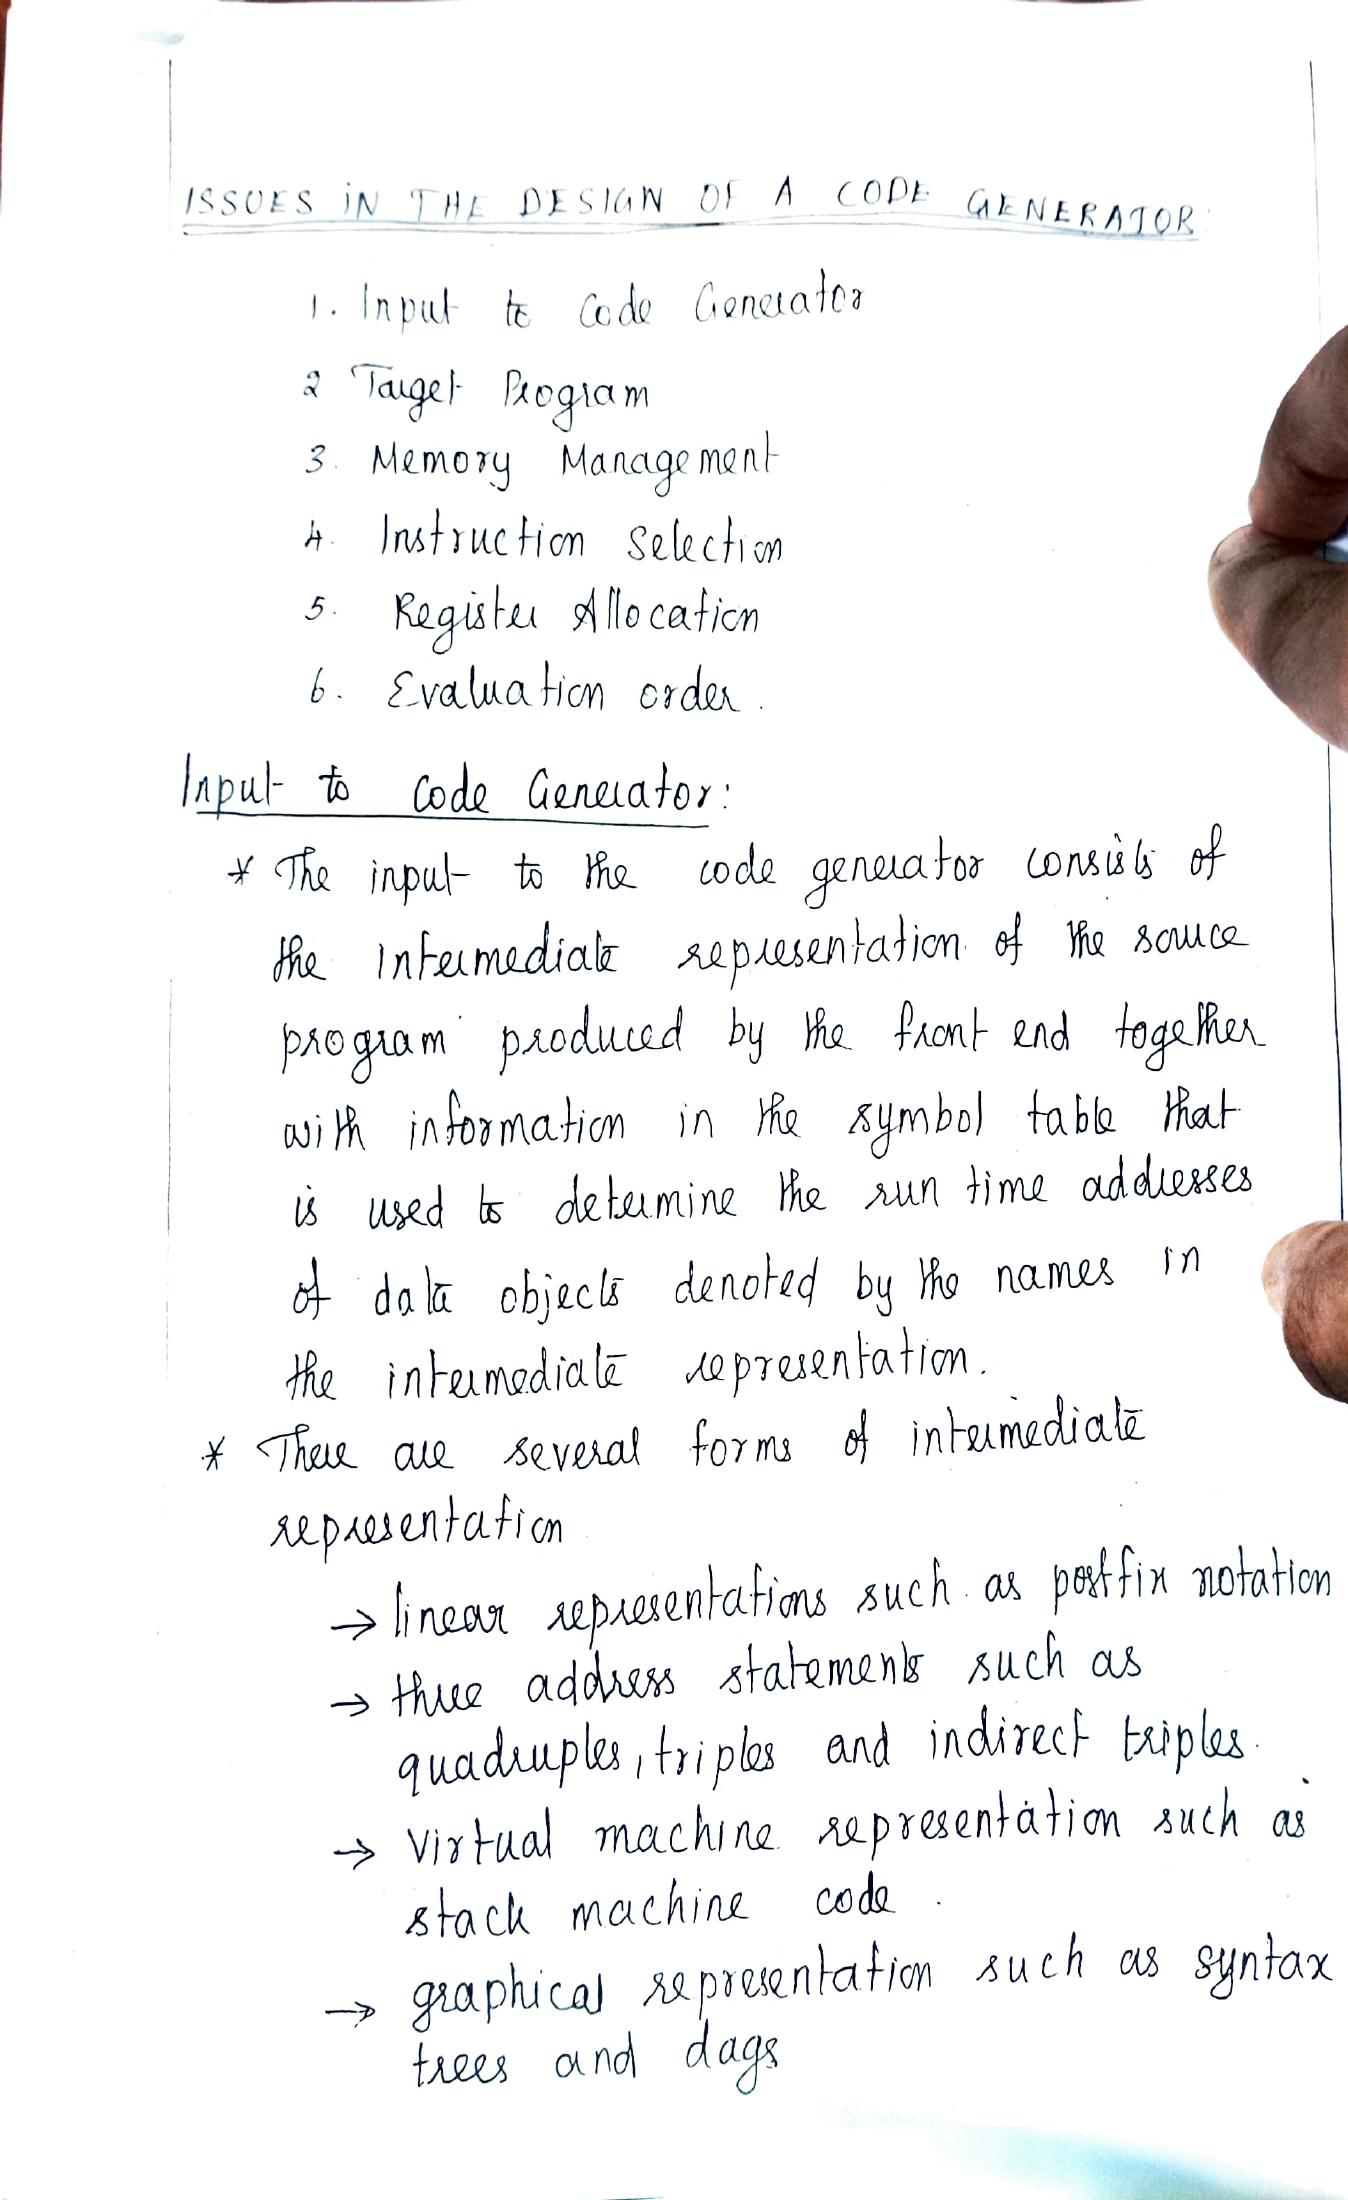 ISSUES IN THE DESIGN OF A CODE GENERATOR:
1. Input to Code Generator
2 Target Program
3. Memory Management
4. Instruction Selection
5. Register Allocation
6. Evaluation order.
Input to Code Generator:
* The input to the code generator consists of
the intermediate representation of the source
program produced by the front end together
with information in the symbol table that
is used to determine the run time addresses
of data objects denoted by the names in
the intermediate representation.
* There are several forms of intermediate
representation
→ linear representations such as postfix notation
→ three address statements such as
quadruples, triples and indirect triples.
→ virtual machine representation such as
stack machine code.
→ graphical representation such as syntax
trees and dags